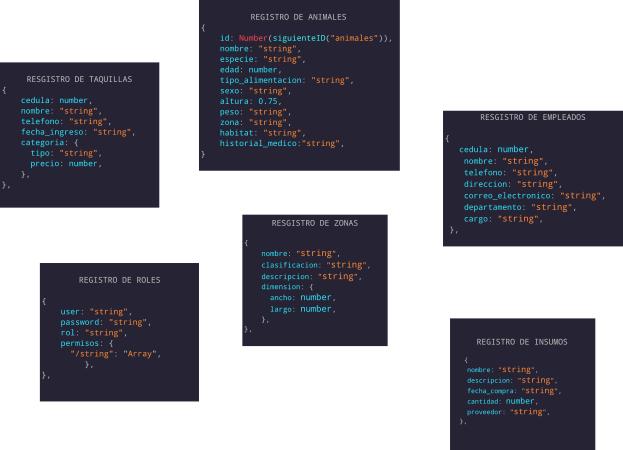 REGISTRO DE ANIMALES
{
id: Number(siguienteID("animales")),
nombre: "string",
especie: "string",
edad: number,
tipo_alimentacion: "string",
sexo: "string",
altura: 0.75,
peso: "string",
zona: "string",
habitat: "string",
historial_medico:"string",
}
RESGISTRO DE TAQUILLAS
{
cedula: number,
nombre: "string",
telefono: "string",
fecha_ingreso: "string",
categoria: {
tipo: "string",
precio: number,
},
},
RESGISTRO DE EMPLEADOS
{
cedula: number,
nombre: "string",
telefono: "string",
direccion: "string",
correo_electronico: "string",
departamento: "string",
cargo: "string",
},
RESGISTRO DE ZONAS
{
nombre: "string",
clasificacion: "string",
descripcion: "string",
dimension: {
ancho: number,
largo: number,
},
},
REGISTRO DE ROLES
{
user: "string",
password: "string",
rol: "string",
permisos: {
"/string": "Array",
},
},
REGISTRO DE INSUMOS
{
nombre: "string",
descripcion: "string",
fecha_compra: "string",
cantidad: number,
proveedor: "string",
},